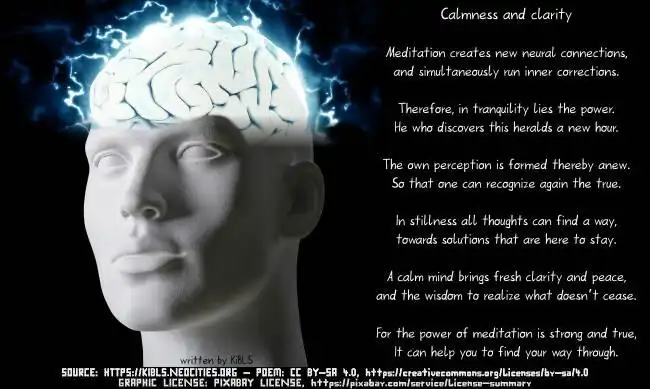 Calmness and clarity
Meditation creates new neural connections,
and simultaneously run inner corrections.
Therefore, in tranquility lies the power.
He who discovers this heralds a new hour.
The own perception is formed thereby anew.
So that one can recognize again the true.
In stillness all thoughts can find a way,
towards solutions that are here to stay.
A calm mind brings fresh clarity and peace,
and the wisdom to realize what doesn't cease.
For the power of meditation is strong and true,
It can help you to find your way through.
written by KiBLS
SOURCE: HTTPS://KIBLS.NEOCITIES.ORG – POEM: CC BY-SA 4.0, https://creativecommons.org/licenses/by-sa/4.0
GRAPHIC LICENSE: PIXABAY LICENSE, https://pixabay.com/service/license-summary